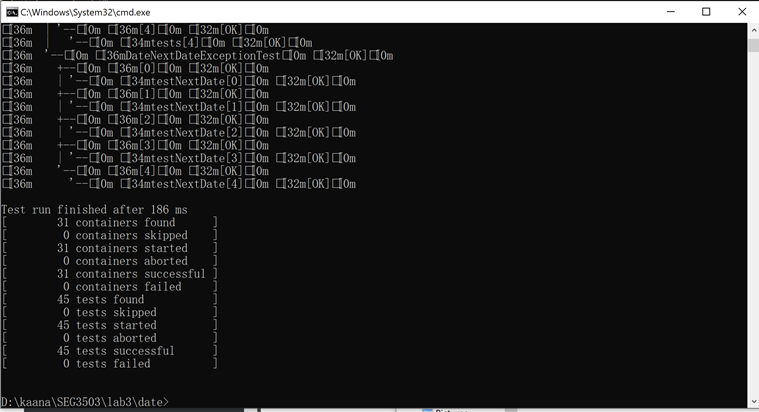 C:\Windows\System32\cmd.exe
□[36m  |  '--□[0m □[36m[4]□[0m □[32m[OK]□[0m
□[36m  |    '--□[0m □[34mtests[4]□[0m □[32m[OK]□[0m
□[36m  '--□[0m □[36mDateNextDateExceptionTest□[0m □[32m[OK]□[0m
□[36m    +--□[0m □[36m[0]□[0m □[32m[OK]□[0m
□[36m    | '--□[0m □[34mtestNextDate[0]□[0m □[32m[OK]□[0m
□[36m    +--□[0m □[36m[1]□[0m □[32m[OK]□[0m
□[36m    | '--□[0m □[34mtestNextDate[1]□[0m □[32m[OK]□[0m
□[36m    +--□[0m □[36m[2]□[0m □[32m[OK]□[0m
□[36m    | '--□[0m □[34mtestNextDate[2]□[0m □[32m[OK]□[0m
□[36m    +--□[0m □[36m[3]□[0m □[32m[OK]□[0m
□[36m    | '--□[0m □[34mtestNextDate[3]□[0m □[32m[OK]□[0m
□[36m    '--□[0m □[36m[4]□[0m □[32m[OK]□[0m
□[36m      '--□[0m □[34mtestNextDate[4]□[0m □[32m[OK]□[0m
Test run finished after 186 ms
[        31 containers found      ]
[         0 containers skipped    ]
[        31 containers started    ]
[         0 containers aborted    ]
[        31 containers successful ]
[         0 containers failed     ]
[        45 tests found           ]
[         0 tests skipped         ]
[        45 tests started         ]
[         0 tests aborted         ]
[        45 tests successful      ]
[         0 tests failed          ]
D:\kaana\SEG3503\lab3\date>